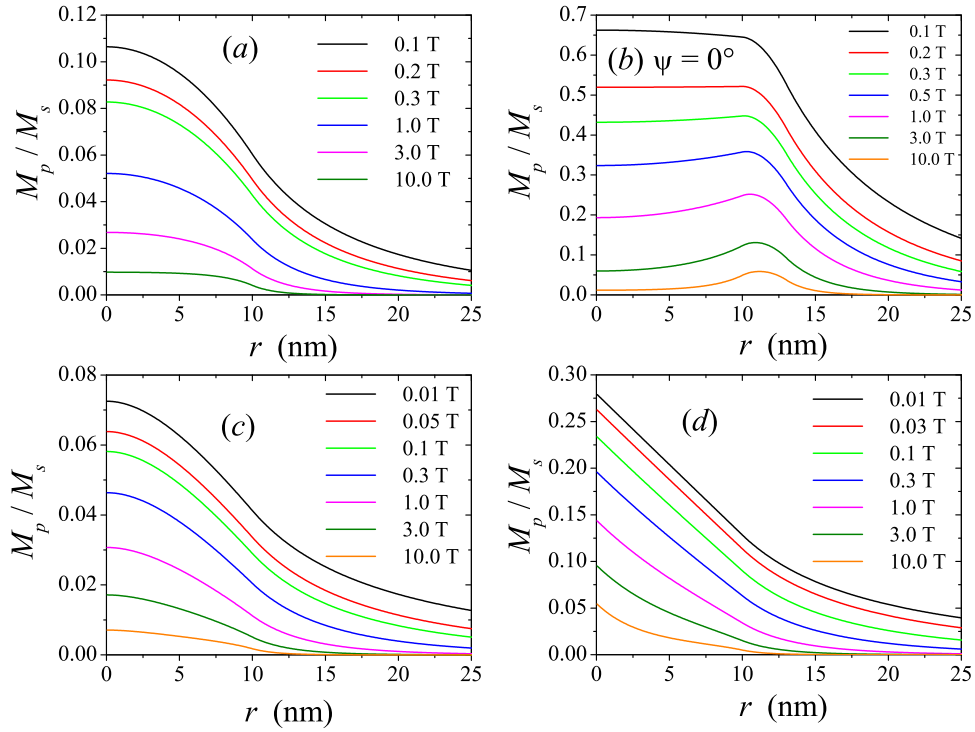 (a)
0.1 T
0.2 T
0.3 T
1.0 T
3.0 T
10.0 T
0.12
0.10
0.08
0.06
0.04
0.02
0.00
M_p / M_s
0 5 10 15 20 25
r (nm)
(b) ψ = 0°
0.1 T
0.2 T
0.3 T
0.5 T
1.0 T
3.0 T
10.0 T
0.7
0.6
0.5
0.4
0.3
0.2
0.1
0.0
M_p / M_s
0 5 10 15 20 25
r (nm)
(c)
0.01 T
0.05 T
0.1 T
0.3 T
1.0 T
3.0 T
10.0 T
0.08
0.06
0.04
0.02
0.00
M_p / M_s
0 5 10 15 20 25
r (nm)
(d)
0.01 T
0.03 T
0.1 T
0.3 T
1.0 T
3.0 T
10.0 T
0.30
0.25
0.20
0.15
0.10
0.05
0.00
M_p / M_s
0 5 10 15 20 25
r (nm)